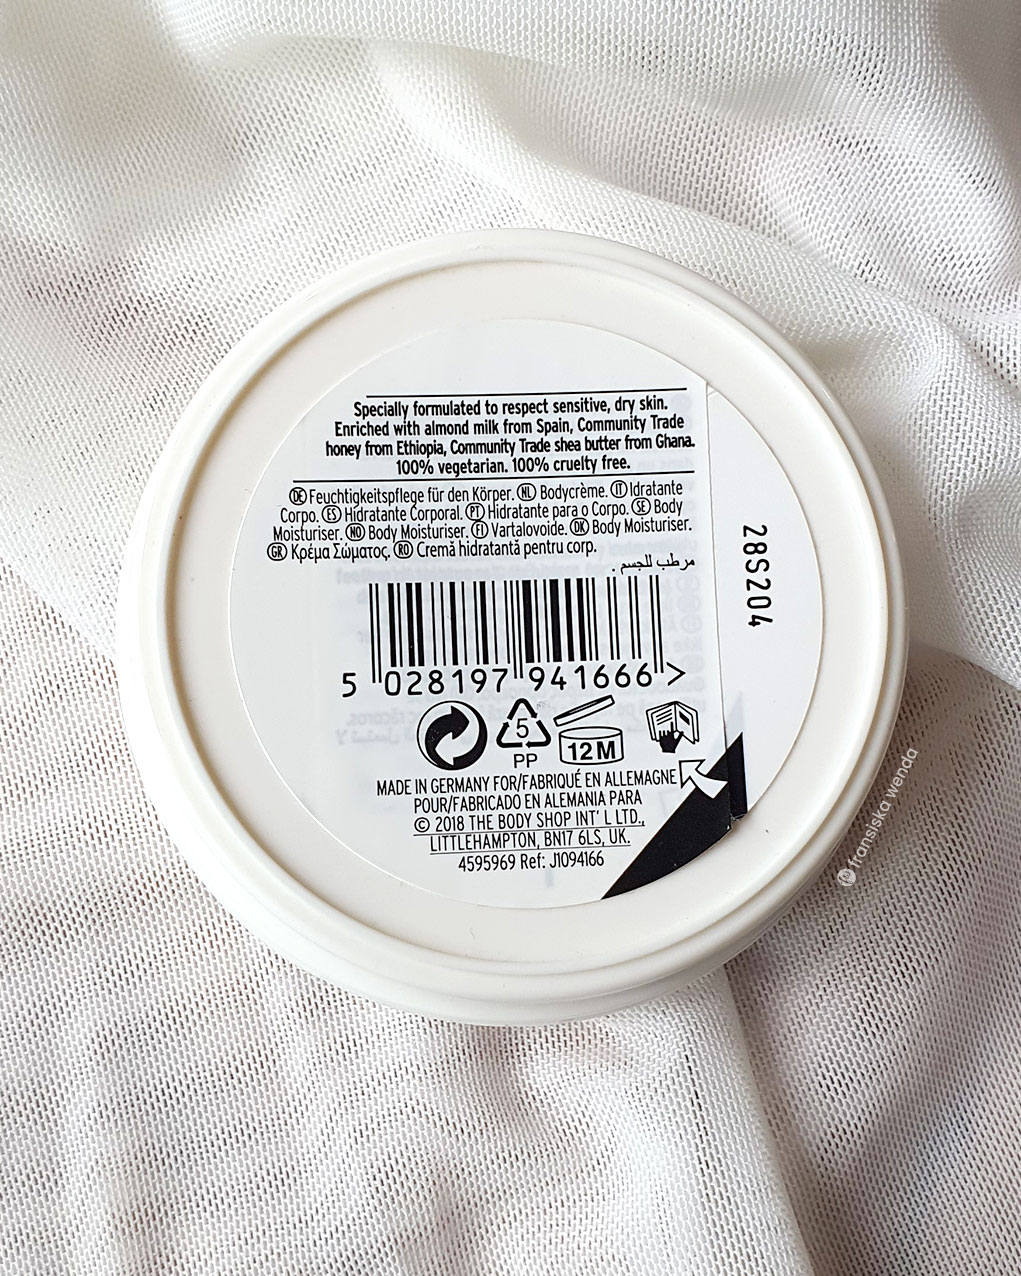 Specially formulated to respect sensitive, dry skin.
Enriched with almond milk from Spain, Community Trade
honey from Ethiopia, Community Trade shea butter from Ghana.
100% vegetarian. 100% cruelty free.
DE Feuchtigkeitspflege für den Körper. NL Bodycrème. IT Idratante
Corpo. ES Hidratante Corporal. PT Hidratante para o Corpo. SE Body
Moisturiser. NO Body Moisturiser. FI Vartalovoide. DK Body Moisturiser.
GR Κρέμα Σώματος. RO Cremă hidratantă pentru corp.
مرطب للجسم .
5 028197 941666 >
5
PP
12M
MADE IN GERMANY FOR/FABRIQUÉ EN ALLEMAGNE
POUR/FABRICADO EN ALEMANIA PARA
© 2018 THE BODY SHOP INT' L LTD.,
LITTLEHAMPTON, BN17 6LS, UK.
4595969 Ref: J1094166
28S204
fransiska wenda